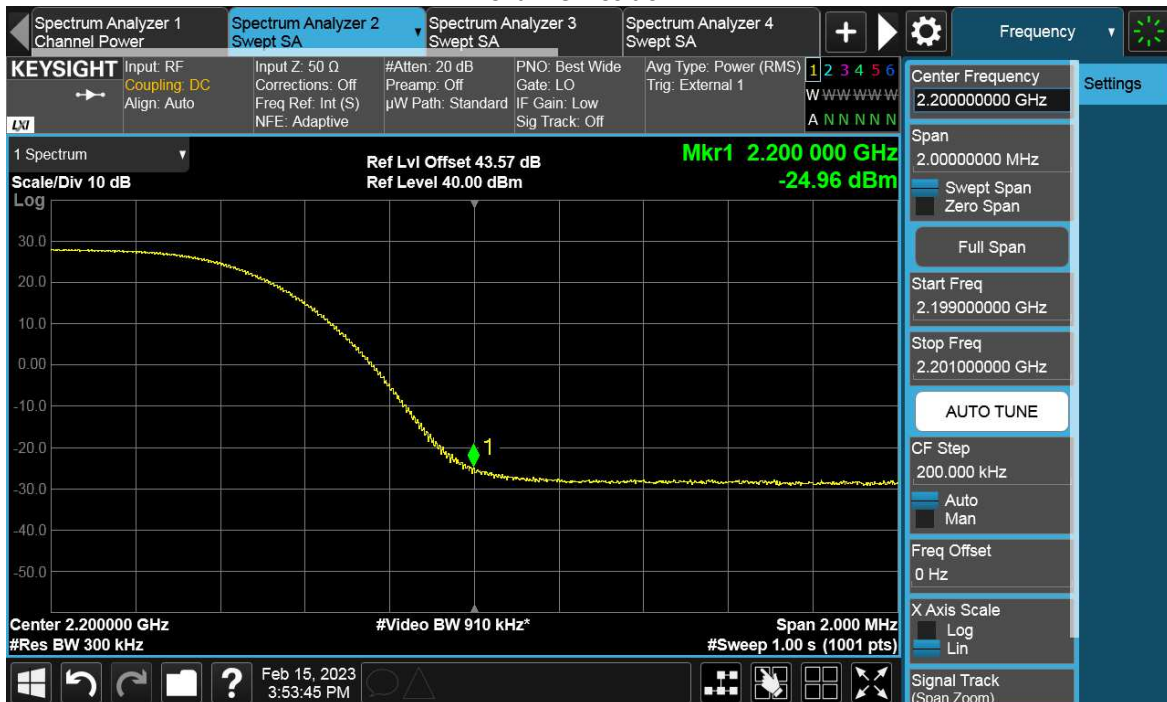 Spectrum Analyzer 1
Channel Power
Spectrum Analyzer 2
Swept SA
Spectrum Analyzer 3
Swept SA
Spectrum Analyzer 4
Swept SA
Frequency
KEYSIGHT
LXI
Input: RF
Coupling: DC
Align: Auto
Input Z: 50 Ω
Corrections: Off
Freq Ref: Int (S)
NFE: Adaptive
#Atten: 20 dB
Preamp: Off
µW Path: Standard
PNO: Best Wide
Gate: LO
IF Gain: Low
Sig Track: Off
Avg Type: Power (RMS)
Trig: External 1
1 2 3 4 5 6
W W W W W W
A N N N N N
1 Spectrum
Scale/Div 10 dB
Log
Ref Lvl Offset 43.57 dB
Ref Level 40.00 dBm
Mkr1 2.200 000 GHz
-24.96 dBm
30.0
20.0
10.0
0.00
-10.0
-20.0
-30.0
-40.0
-50.0
1
Center 2.200000 GHz
#Res BW 300 kHz
#Video BW 910 kHz*
Span 2.000 MHz
#Sweep 1.00 s (1001 pts)
?
Feb 15, 2023
3:53:45 PM
Center Frequency
2.200000000 GHz
Settings
Span
2.00000000 MHz
Swept Span
Zero Span
Full Span
Start Freq
2.199000000 GHz
Stop Freq
2.201000000 GHz
AUTO TUNE
CF Step
200.000 kHz
Auto
Man
Freq Offset
0 Hz
X Axis Scale
Log
Lin
Signal Track
(Span Zoom)